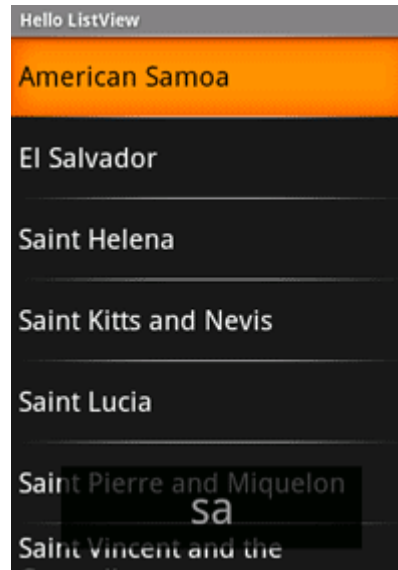 Hello ListView
American Samoa
El Salvador
Saint Helena
Saint Kitts and Nevis
Saint Lucia
Saint Pierre and Miquelon
sa
Saint Vincent and the